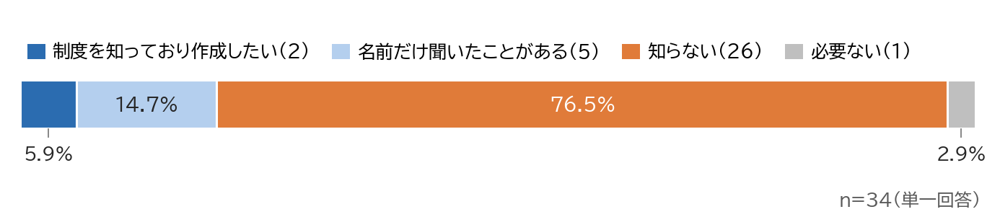 制度を知っており作成したい（2） 名前だけ聞いたことがある（5） 知らない（26） 必要ない（1）
14.7% 76.5%
5.9% 2.9%
n=34（単一回答）